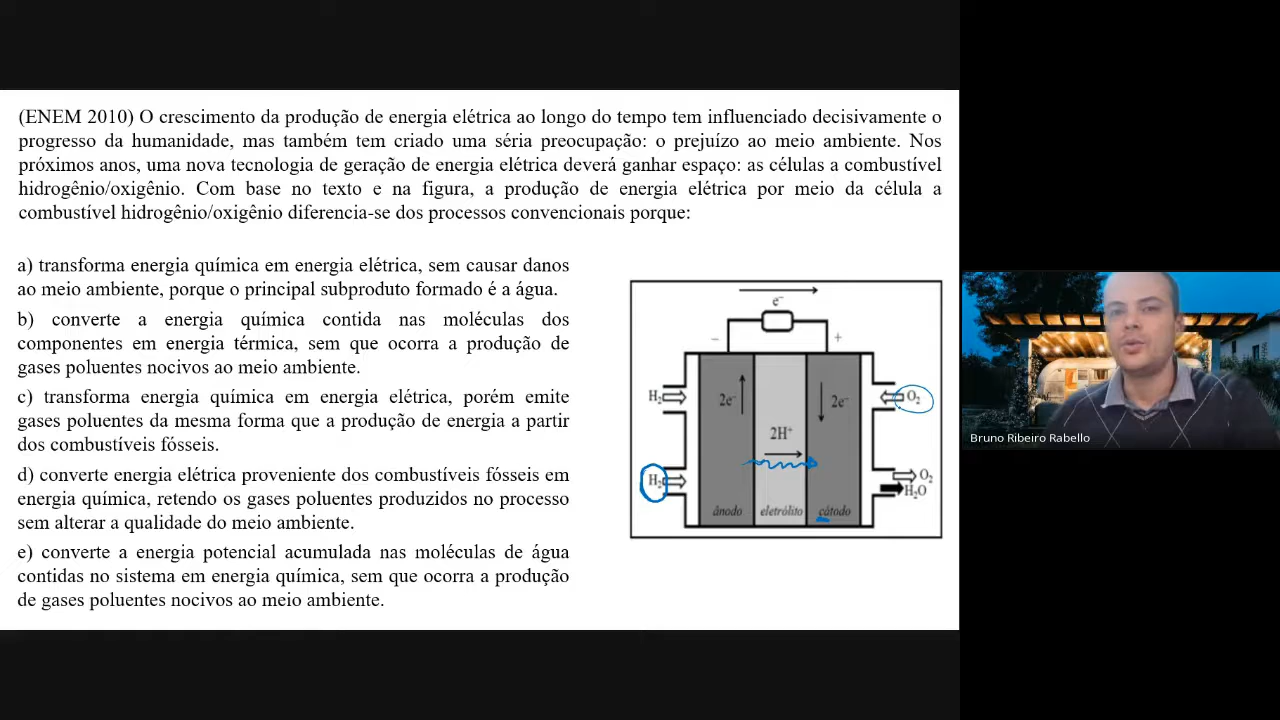 (ENEM 2010) O crescimento da produção de energia elétrica ao longo do tempo tem influenciado decisivamente o
progresso da humanidade, mas também tem criado uma séria preocupação: o prejuízo ao meio ambiente. Nos
próximos anos, uma nova tecnologia de geração de energia elétrica deverá ganhar espaço: as células a combustível
hidrogênio/oxigênio. Com base no texto e na figura, a produção de energia elétrica por meio da célula a
combustível hidrogênio/oxigênio diferencia-se dos processos convencionais porque:
a) transforma energia química em energia elétrica, sem causar danos
ao meio ambiente, porque o principal subproduto formado é a água.
b) converte a energia química contida nas moléculas dos
componentes em energia térmica, sem que ocorra a produção de
gases poluentes nocivos ao meio ambiente.
c) transforma energia química em energia elétrica, porém emite
gases poluentes da mesma forma que a produção de energia a partir
dos combustíveis fósseis.
d) converte energia elétrica proveniente dos combustíveis fósseis em
energia química, retendo os gases poluentes produzidos no processo
sem alterar a qualidade do meio ambiente.
e) converte a energia potencial acumulada nas moléculas de água
contidas no sistema em energia química, sem que ocorra a produção
de gases poluentes nocivos ao meio ambiente.
e⁻
− +
H₂ 2e⁻ 2e⁻ O₂
2H⁺
H₂ O₂
H₂O
ânodo eletrólito cátodo
Bruno Ribeiro Rabello